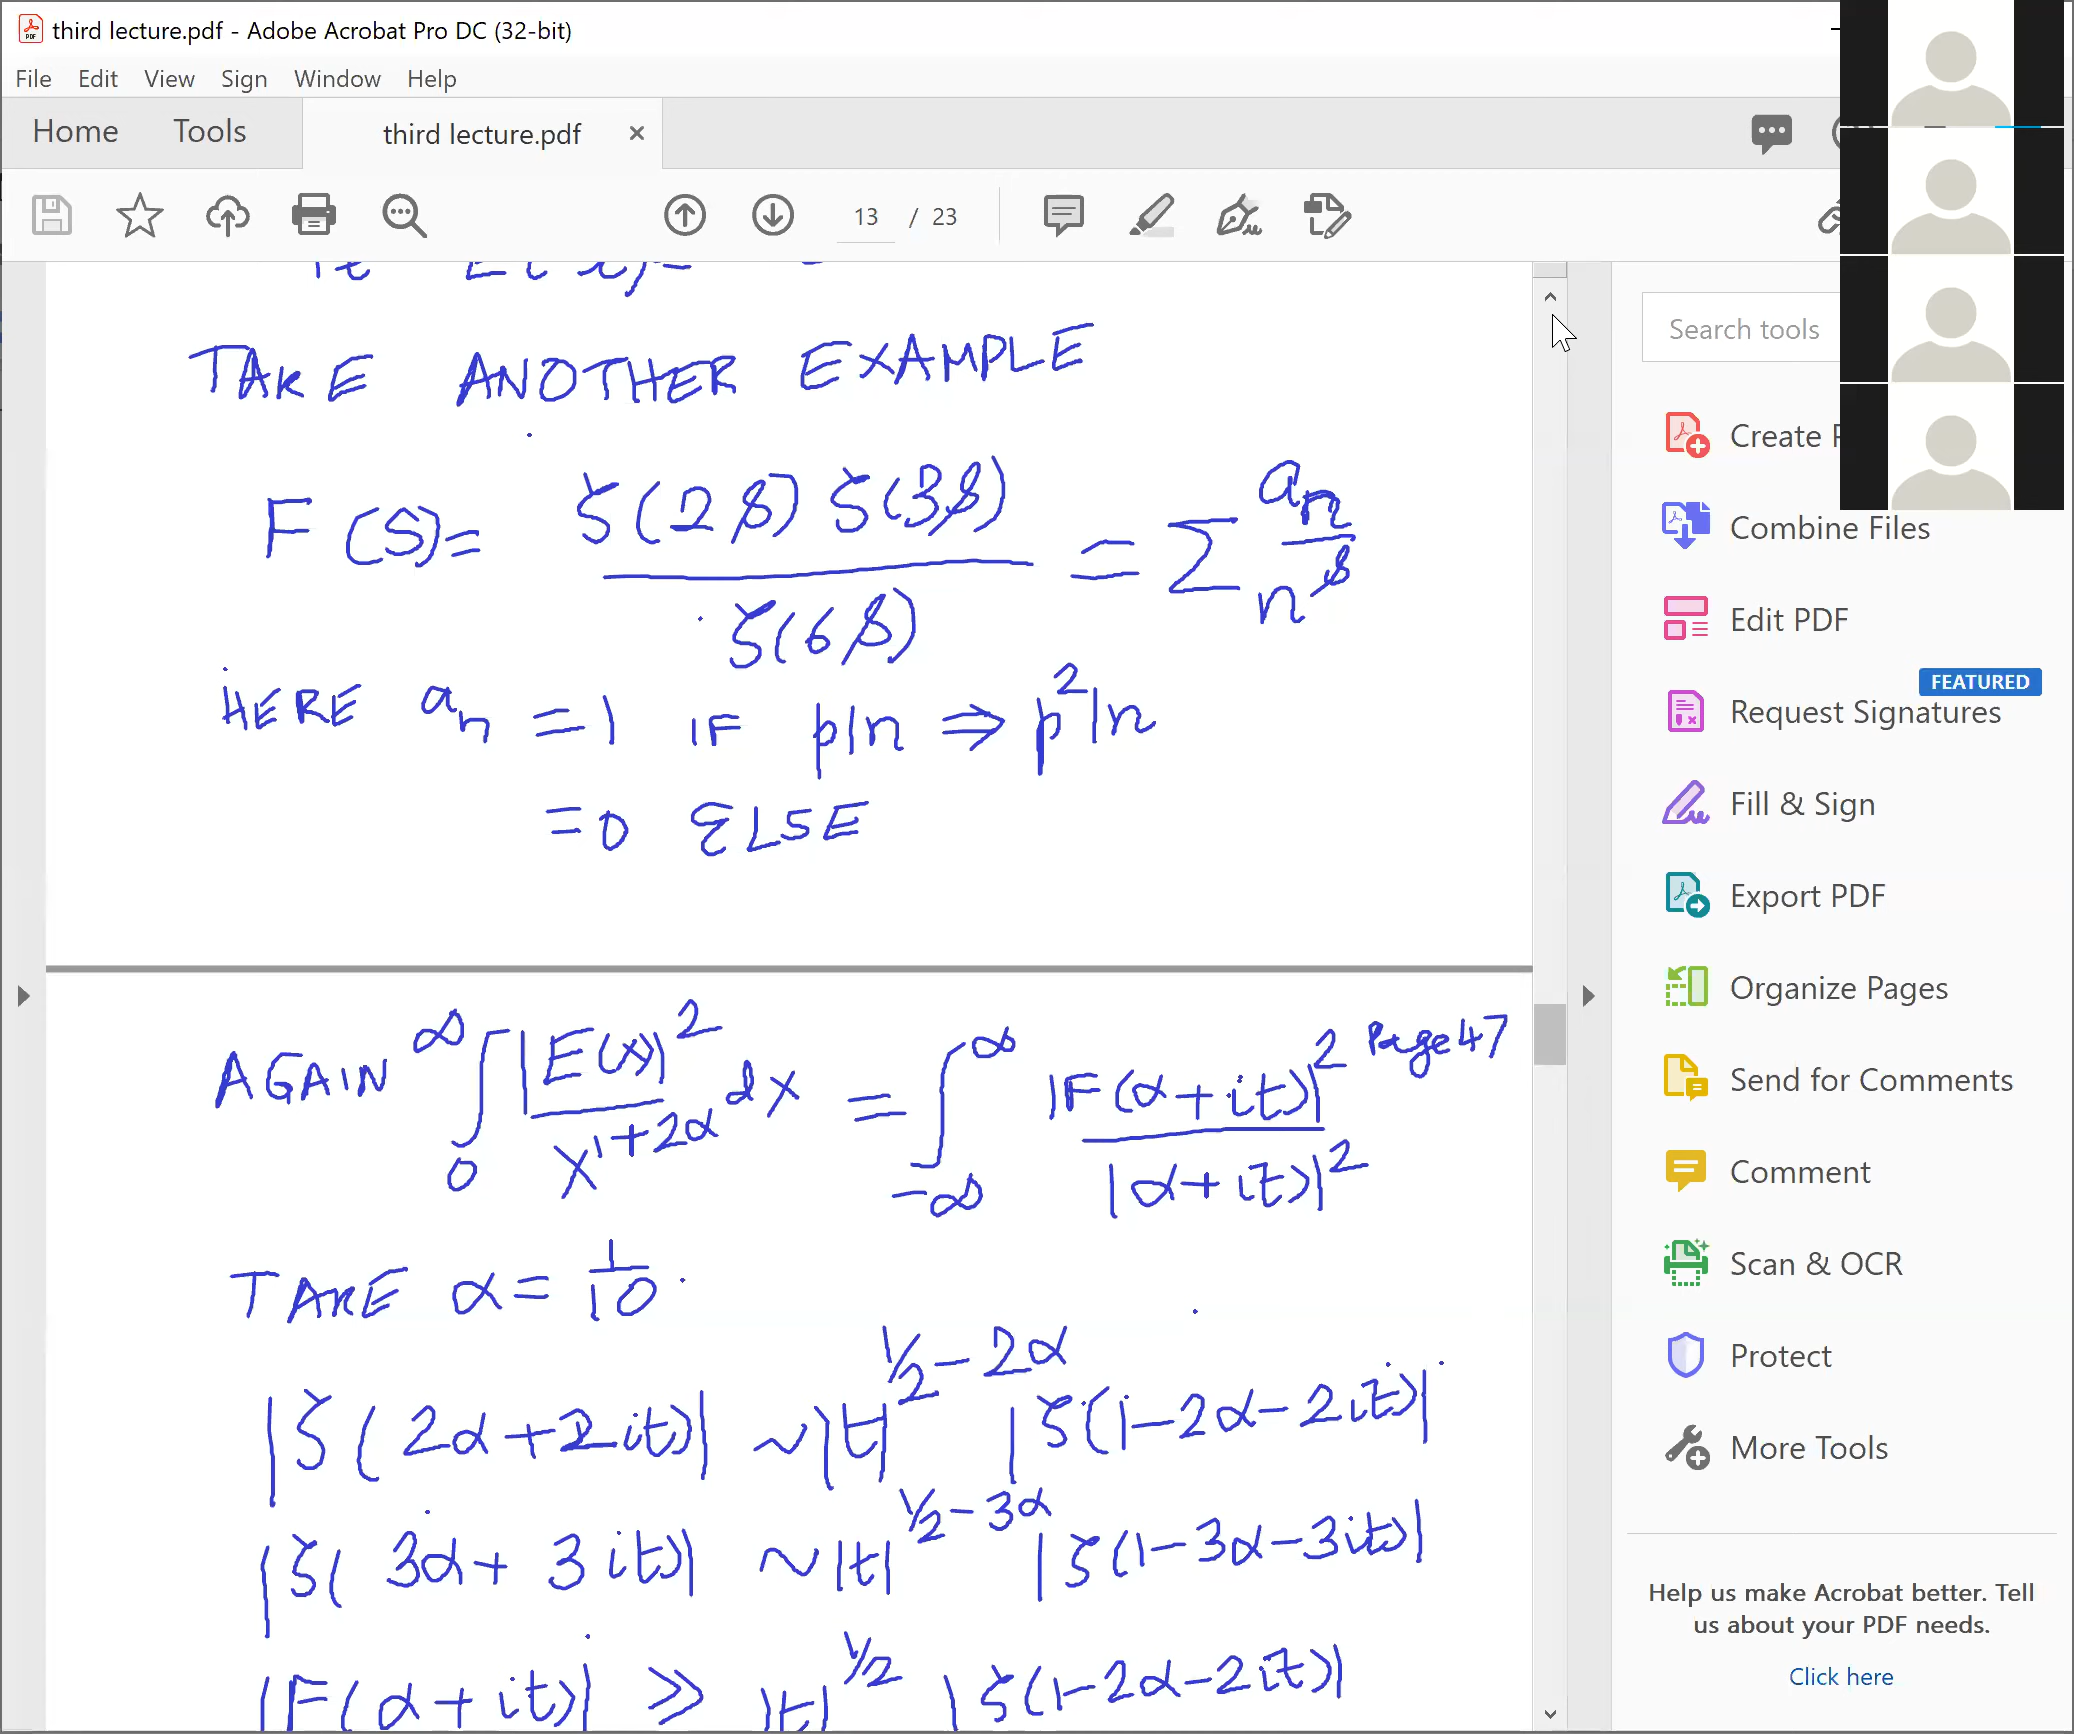 third lecture.pdf - Adobe Acrobat Pro DC (32-bit)
File Edit View Sign Window Help
Home Tools third lecture.pdf ×
13 / 23
TAKE ANOTHER EXAMPLE
F(S) = ζ(2s) ζ(3s) / ζ(6s) = Σ a_n / n^s
HERE a_n = 1 IF p|n ⇒ p²|n
= 0 ELSE
Page 47
AGAIN ∫_0^∞ |E(x)|² / x^{1+2α} dx = ∫_{-∞}^{∞} |F(α+it)|² / |α+it)|²
TAKE α = 1/10.
|ζ(2α+2it)| ~ |t|^{1/2-2α} |ζ(1-2α-2it)|
|ζ(3α+3it)| ~ |t|^{1/2-3α} |ζ(1-3α-3it)|
|F(α+it)| ≫ |t|^{1/2} |ζ(1-2α-2it)|
Search tools
Create
Combine Files
Edit PDF
FEATURED
Request Signatures
Fill & Sign
Export PDF
Organize Pages
Send for Comments
Comment
Scan & OCR
Protect
More Tools
Help us make Acrobat better. Tell
us about your PDF needs.
Click here